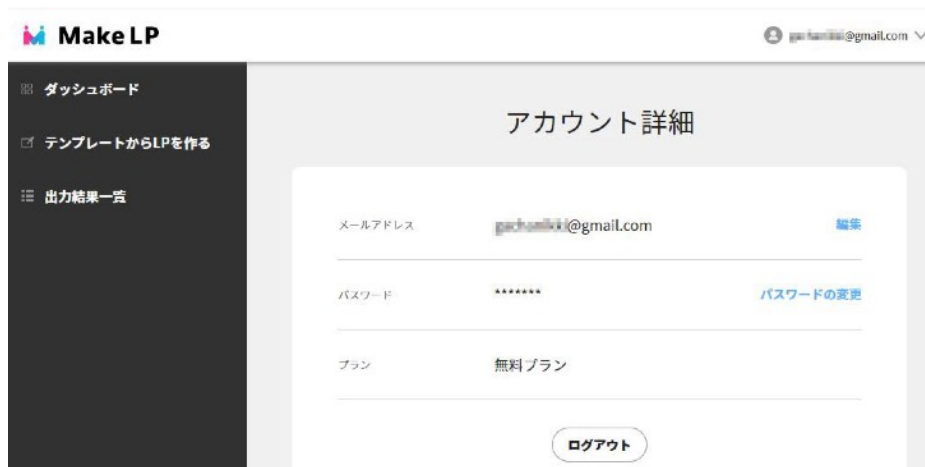 Make LP
@gmail.com
ダッシュボード
テンプレートからLPを作る
出力結果一覧
アカウント詳細
メールアドレス
@gmail.com
編集
パスワード
*******
パスワードの変更
プラン
無料プラン
ログアウト